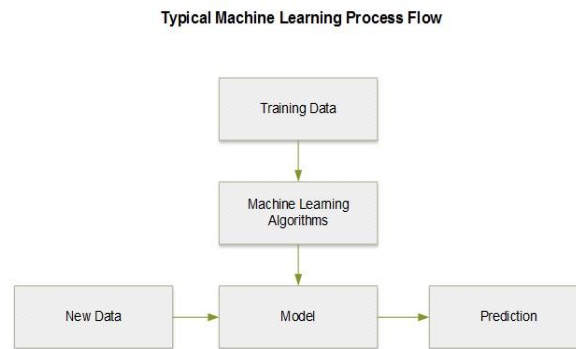 Typical Machine Learning Process Flow
Training Data
Machine Learning
Algorithms
New Data
Model
Prediction